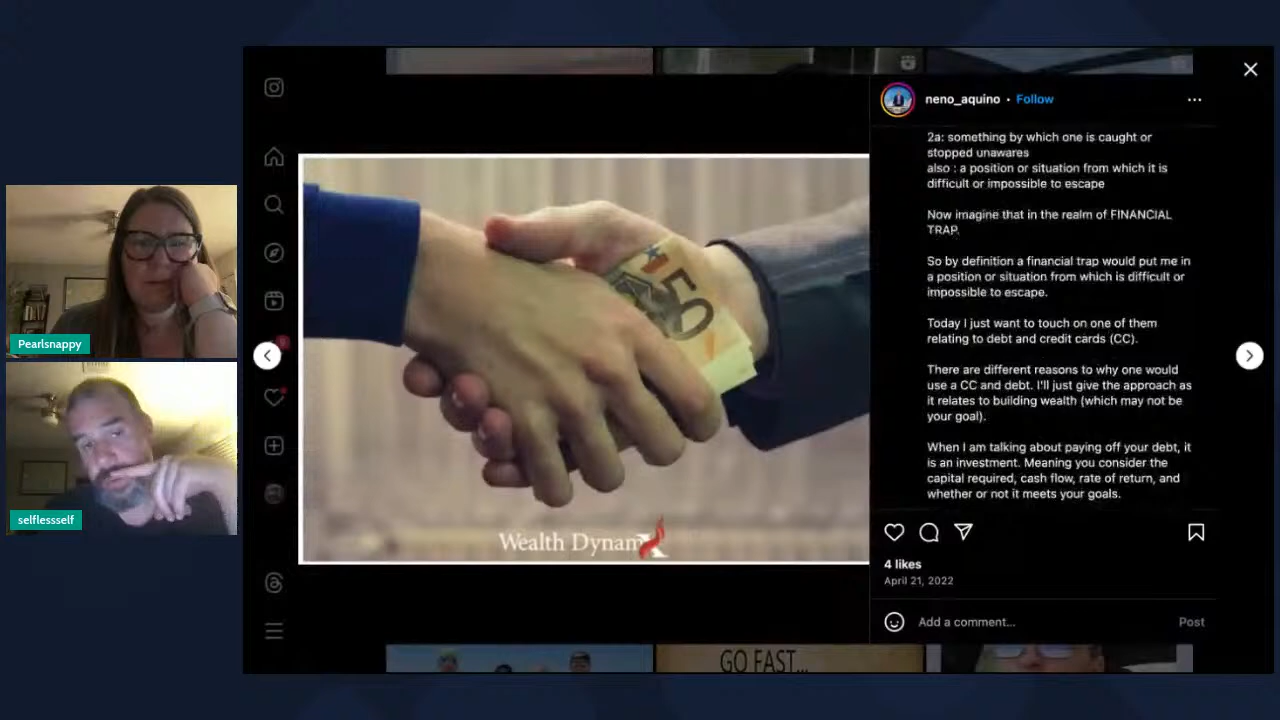 Pearlsnappy
selflessself
50
Wealth DynamX
neno_aquino • Follow
2a: something by which one is caught or
stopped unawares
also : a position or situation from which it is
difficult or impossible to escape
Now imagine that in the realm of FINANCIAL
TRAP.
So by definition a financial trap would put me in
a position or situation from which is difficult or
impossible to escape.
Today I just want to touch on one of them
relating to debt and credit cards (CC).
There are different reasons to why one would
use a CC and debt. I'll just give the approach as
it relates to building wealth (which may not be
your goal).
When I am talking about paying off your debt, it
is an investment. Meaning you consider the
capital required, cash flow, rate of return, and
whether or not it meets your goals.
4 likes
April 21, 2022
Add a comment...
Post
GO FAST...